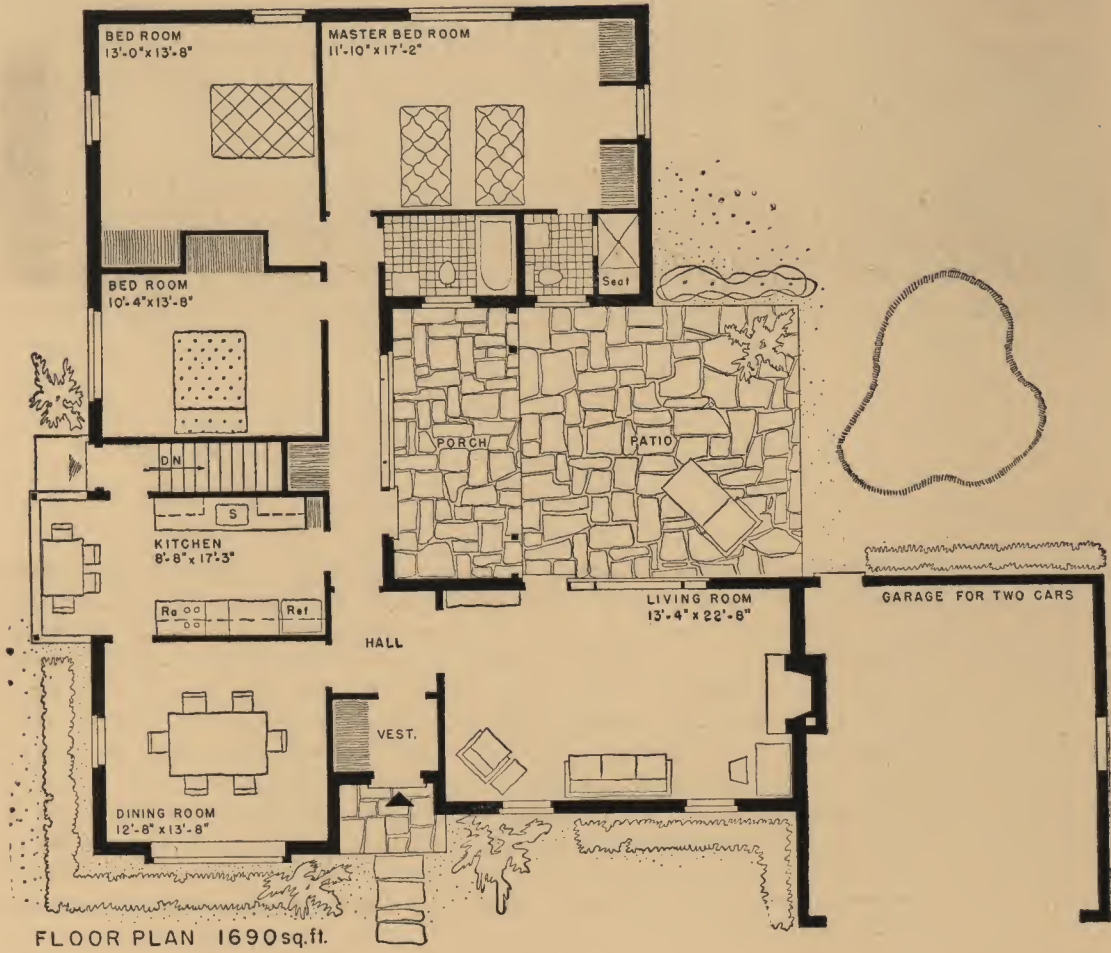 BED ROOM
13'-0" x 13'-8"
MASTER BED ROOM
11'-10" x 17'-2"
Seat
BED ROOM
10'-4" x 13'-8"
PORCH
PATIO
DN
S
KITCHEN
8'-8" x 17'-3"
Ra
Ref
LIVING ROOM
13'-4" x 22'-8"
GARAGE FOR TWO CARS
HALL
VEST.
DINING ROOM
12'-8" x 13'-8"
FLOOR PLAN 1690 sq.ft.